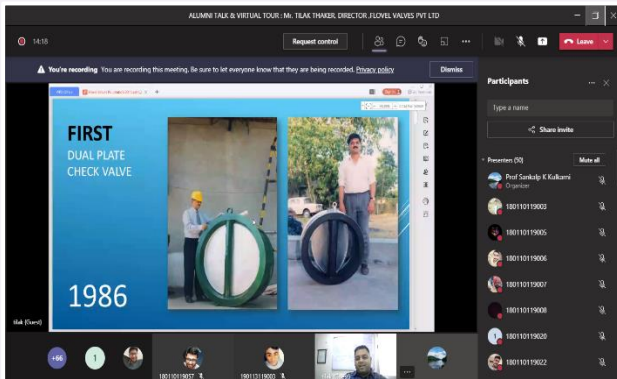 ALUMNI TALK & VIRTUAL TOUR : Mr. TILAK THAKER, DIRECTOR ,FLOVEL VALVES PVT LTD
14:18
Request control
Leave
You're recording You are recording this meeting. Be sure to let everyone know that they are being recorded. Privacy policy
Dismiss
FIRST
DUAL PLATE
CHECK VALVE
1986
tilak (Guest)
+66
1
180110119057
190113119003
Participants
Type a name
Share invite
Presenters (50)
Mute all
Prof Sankalp K Kulkarni
Organizer
180110119003
180110119005
180110119006
180110119007
180110119008
1
180110119020
180110119022